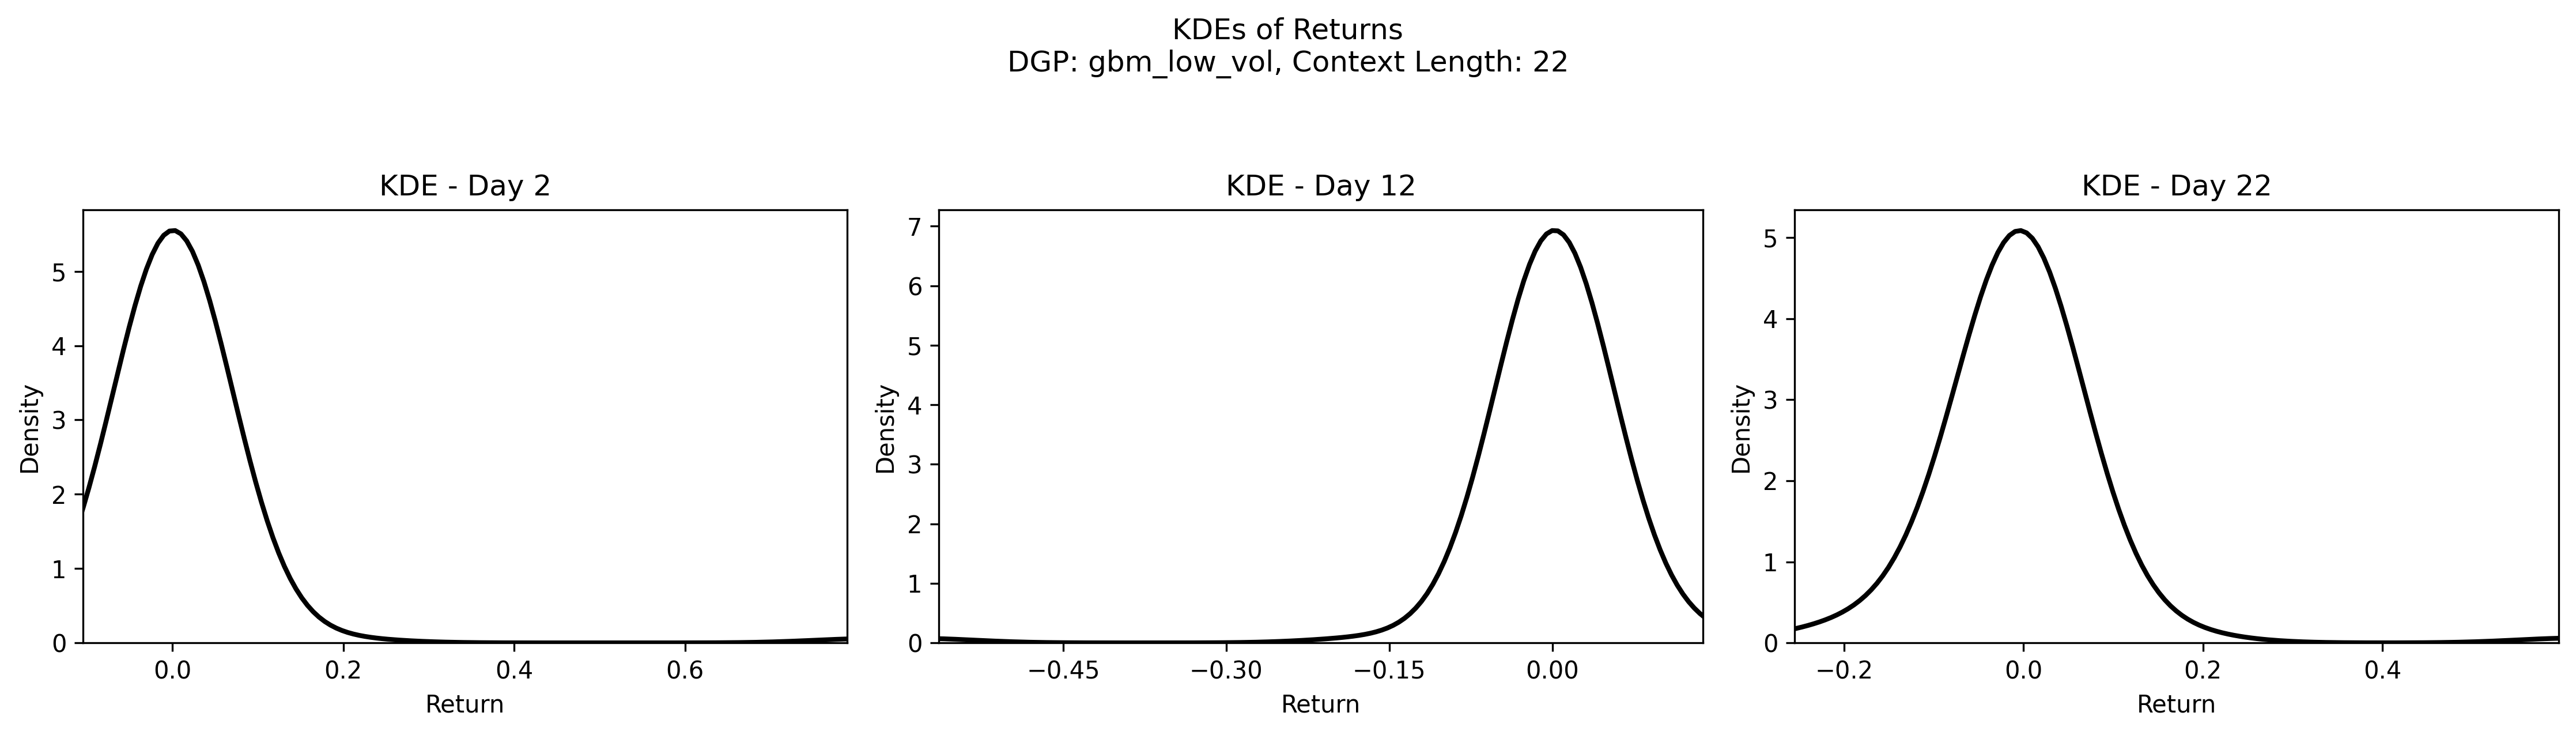 KDEs of Returns
DGP: gbm_low_vol, Context Length: 22
KDE - Day 2
Density
5
4
3
2
1
0
0.0 0.2 0.4 0.6
Return
KDE - Day 12
Density
7
6
5
4
3
2
1
0
−0.45 −0.30 −0.15 0.00
Return
KDE - Day 22
Density
5
4
3
2
1
0
−0.2 0.0 0.2 0.4
Return